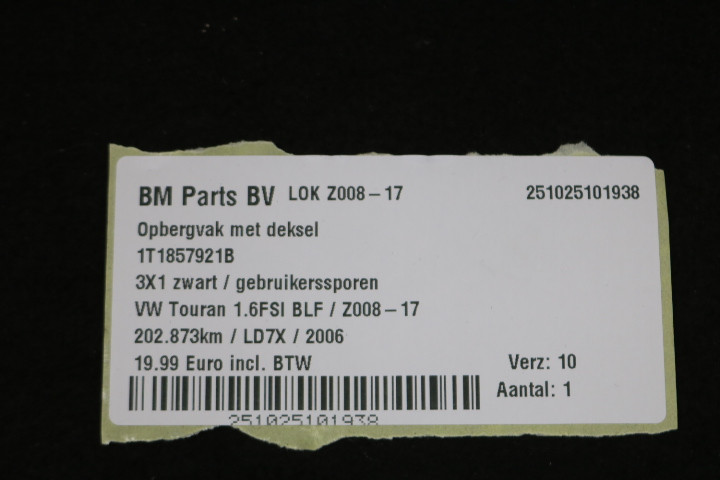 BM Parts BV LOK Z008-17 251025101938
Opbergvak met deksel
1T1857921B
3X1 zwart / gebruikerssporen
VW Touran 1.6FSI BLF / Z008-17
202.873km / LD7X / 2006
19.99 Euro incl. BTW Verz: 10
Aantal: 1
251025101938